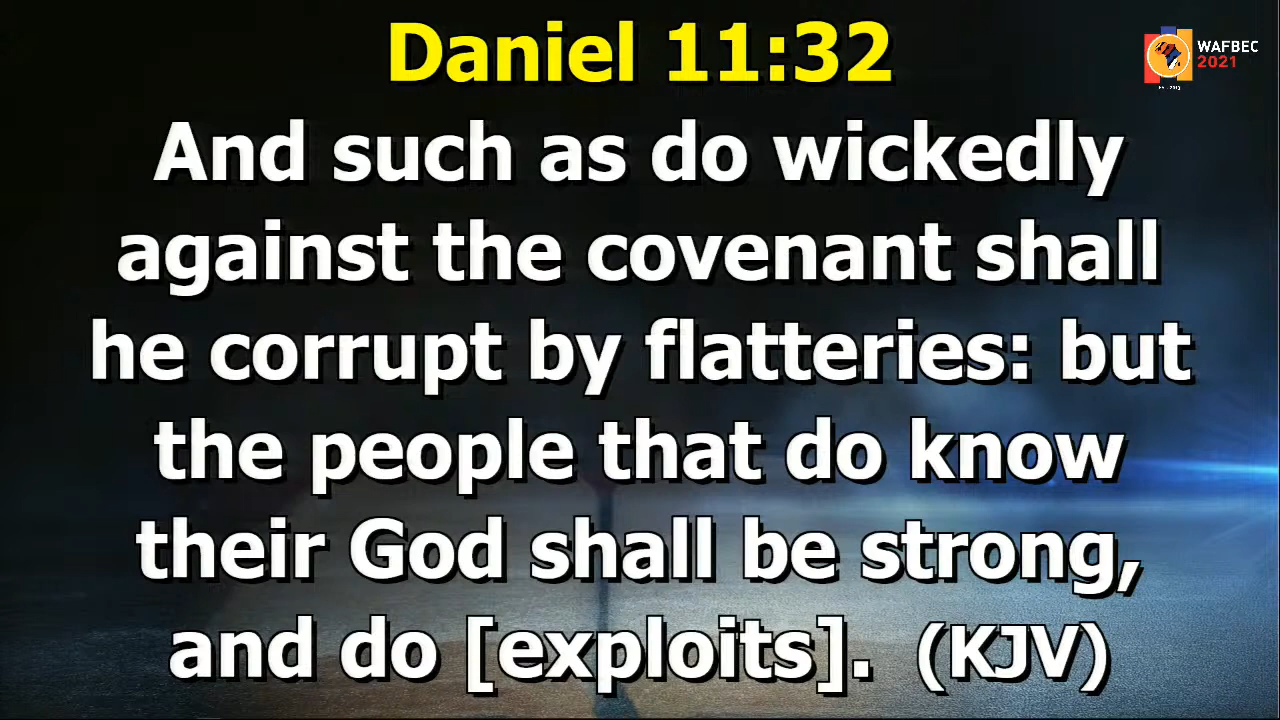 Daniel 11:32
WAFBEC
2021
And such as do wickedly
against the covenant shall
he corrupt by flatteries: but
the people that do know
their God shall be strong,
and do [exploits]. (KJV)